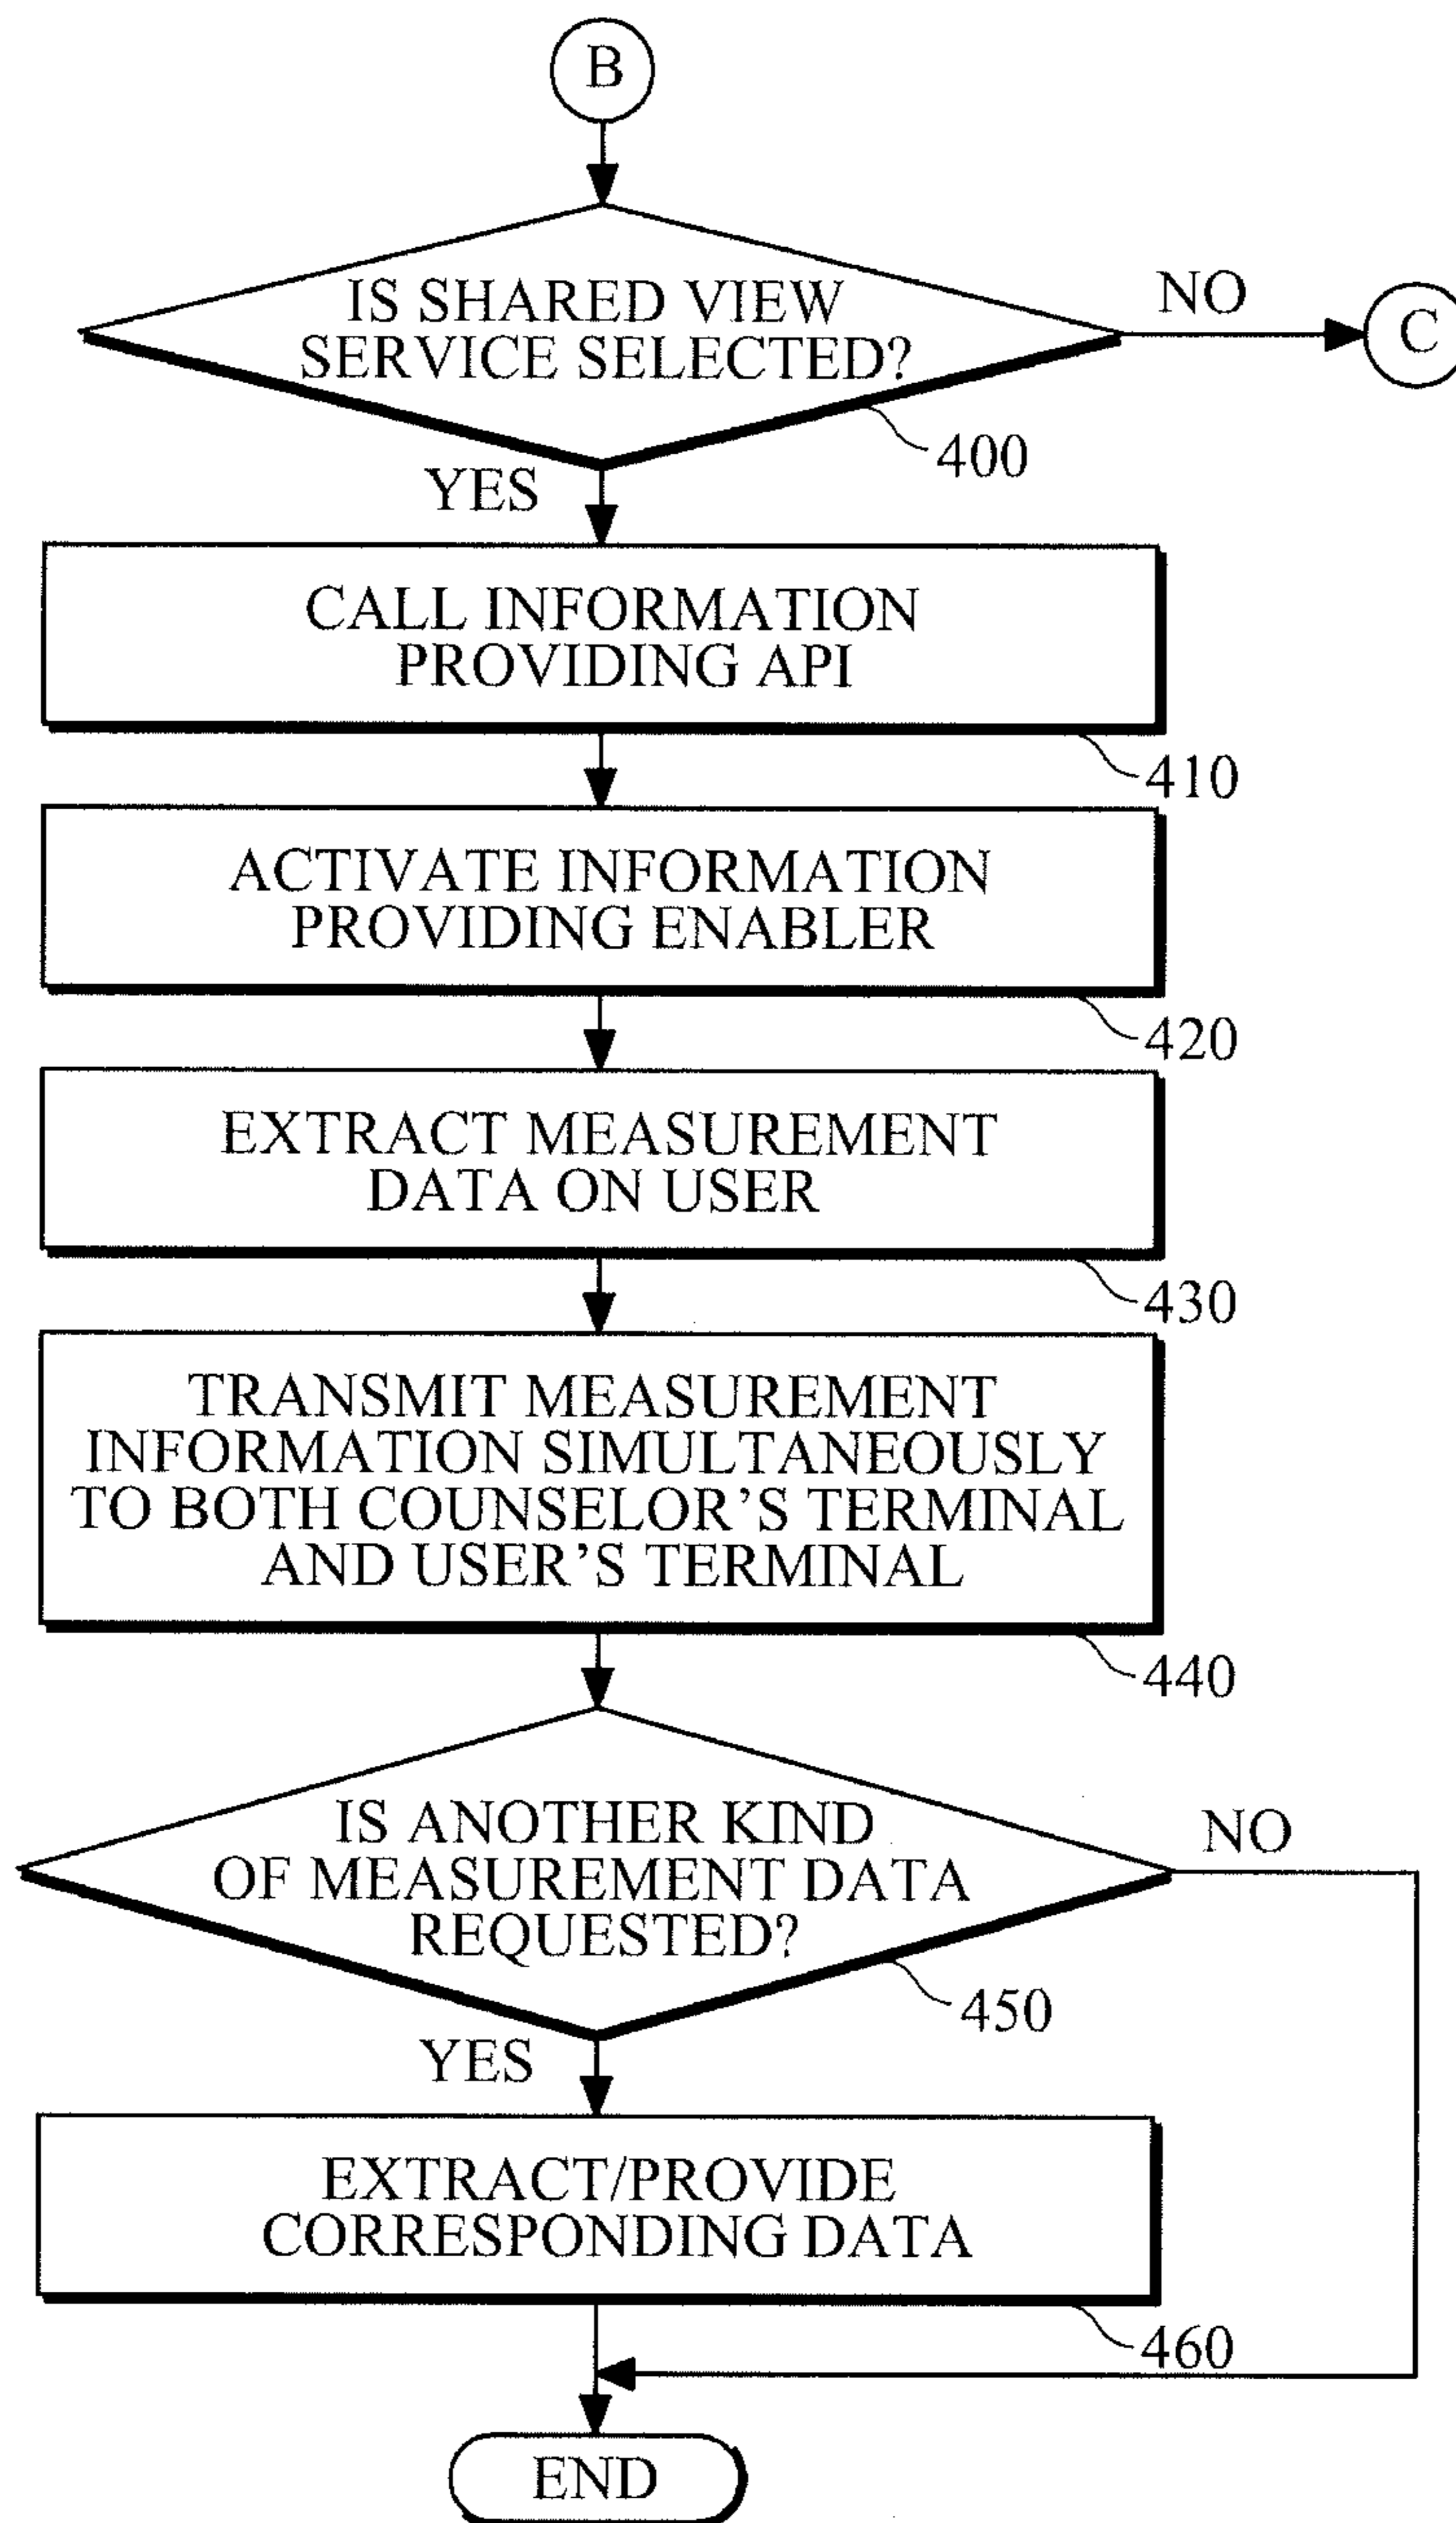 B
IS SHARED VIEW
SERVICE SELECTED?
NO
C
400
YES
CALL INFORMATION
PROVIDING API
410
ACTIVATE INFORMATION
PROVIDING ENABLER
420
EXTRACT MEASUREMENT
DATA ON USER
430
TRANSMIT MEASUREMENT
INFORMATION SIMULTANEOUSLY
TO BOTH COUNSELOR’S TERMINAL
AND USER’S TERMINAL
440
IS ANOTHER KIND
OF MEASUREMENT DATA
REQUESTED?
NO
450
YES
EXTRACT/PROVIDE
CORRESPONDING DATA
460
END